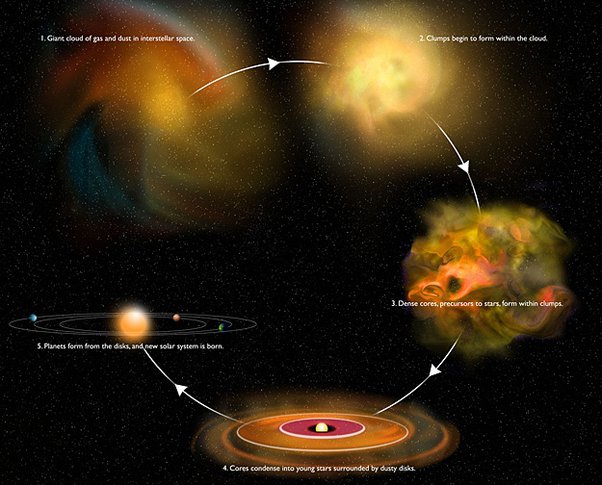 1. Giant cloud of gas and dust in interstellar space.
2. Clumps begin to form within the cloud.
3. Dense cores, precursors to stars, form within clumps.
4. Cores condense into young stars surrounded by dusty disks.
5. Planets form from the disks, and new solar system is born.